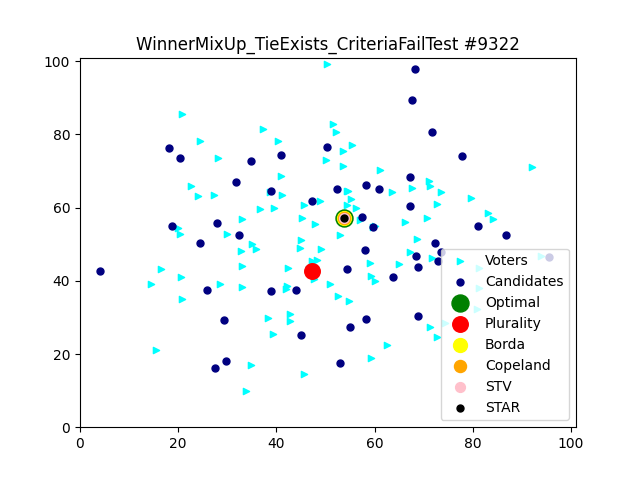 WinnerMixUp_TieExists_CriteriaFailTest #9322
100
80
60
40
20
0
0 20 40 60 80 100
Voters
Candidates
Optimal
Plurality
Borda
Copeland
STV
STAR